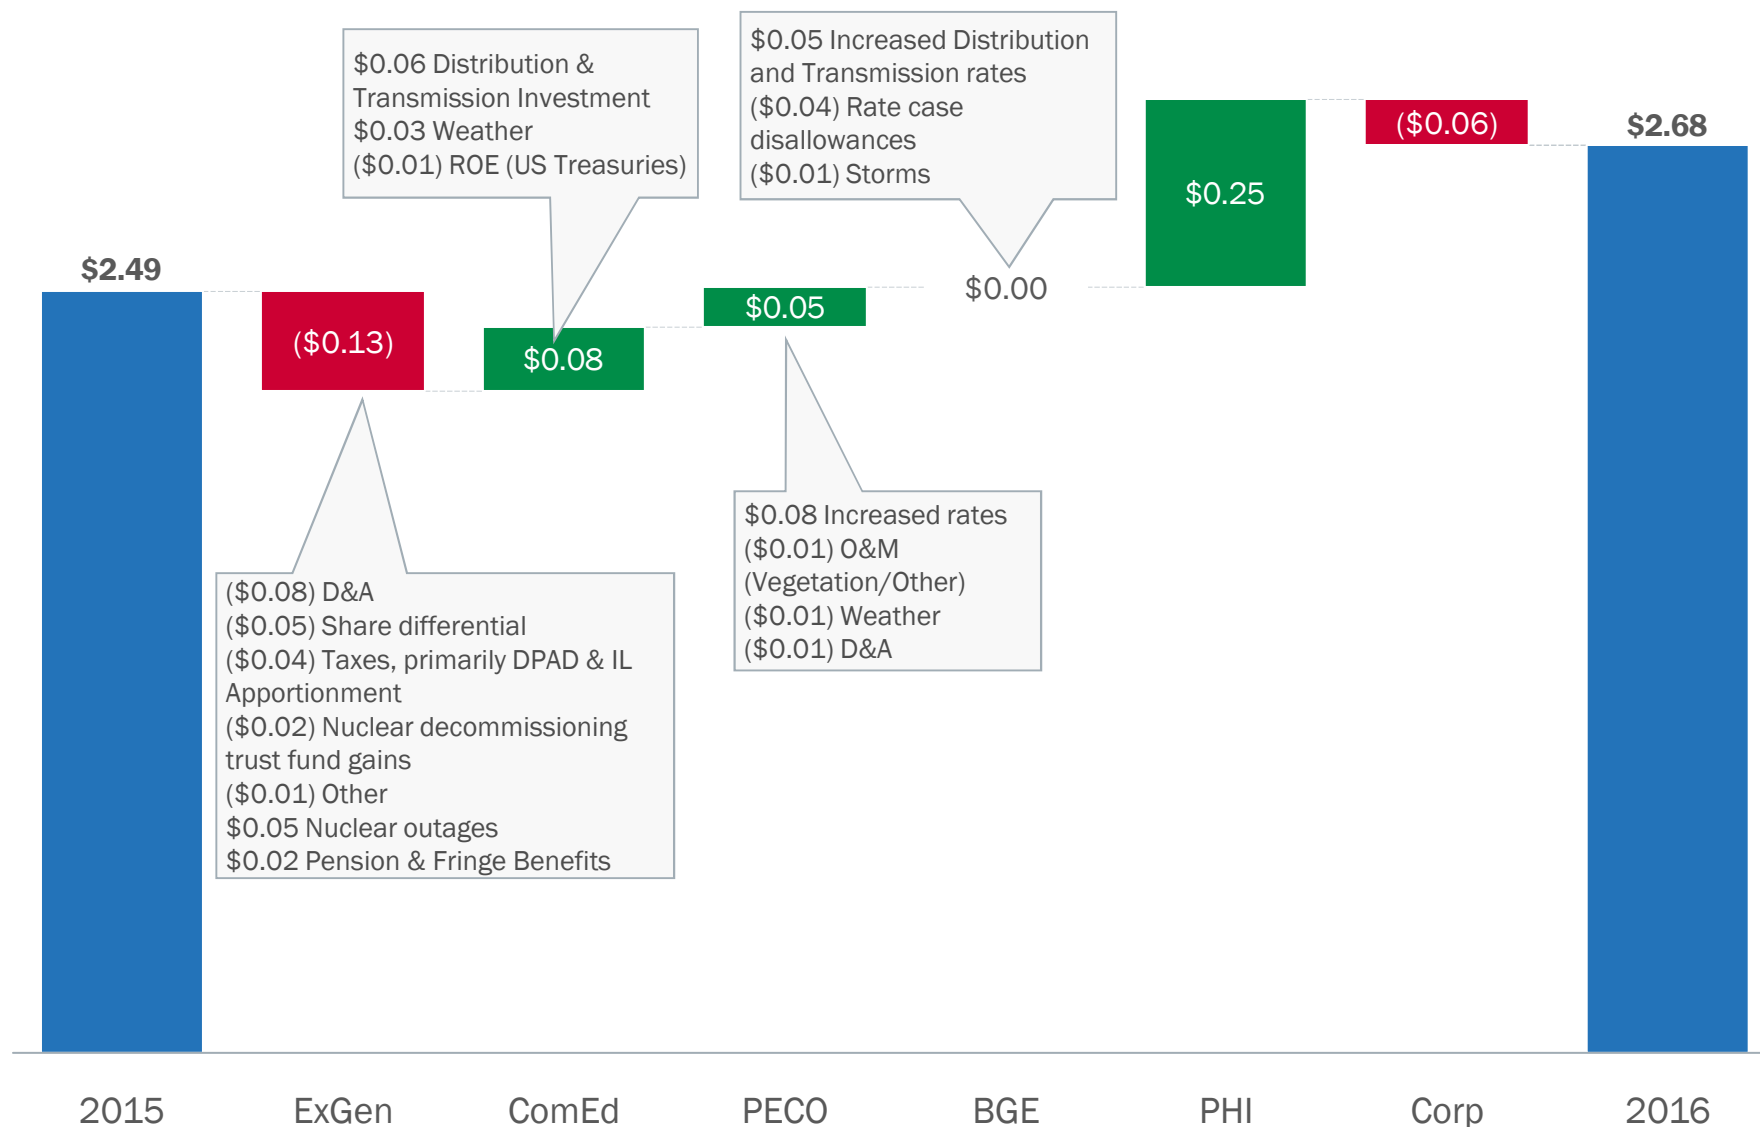 $0.06 Distribution &
Transmission Investment
$0.03 Weather
($0.01) ROE (US Treasuries)
$0.05 Increased Distribution
and Transmission rates
($0.04) Rate case
disallowances
($0.01) Storms
$2.49
($0.13)
$0.08
$0.05
$0.00
$0.25
($0.06)
$2.68
($0.08) D&A
($0.05) Share differential
($0.04) Taxes, primarily DPAD & IL
Apportionment
($0.02) Nuclear decommissioning
trust fund gains
($0.01) Other
$0.05 Nuclear outages
$0.02 Pension & Fringe Benefits
$0.08 Increased rates
($0.01) O&M
(Vegetation/Other)
($0.01) Weather
($0.01) D&A
2015 ExGen ComEd PECO BGE PHI Corp 2016